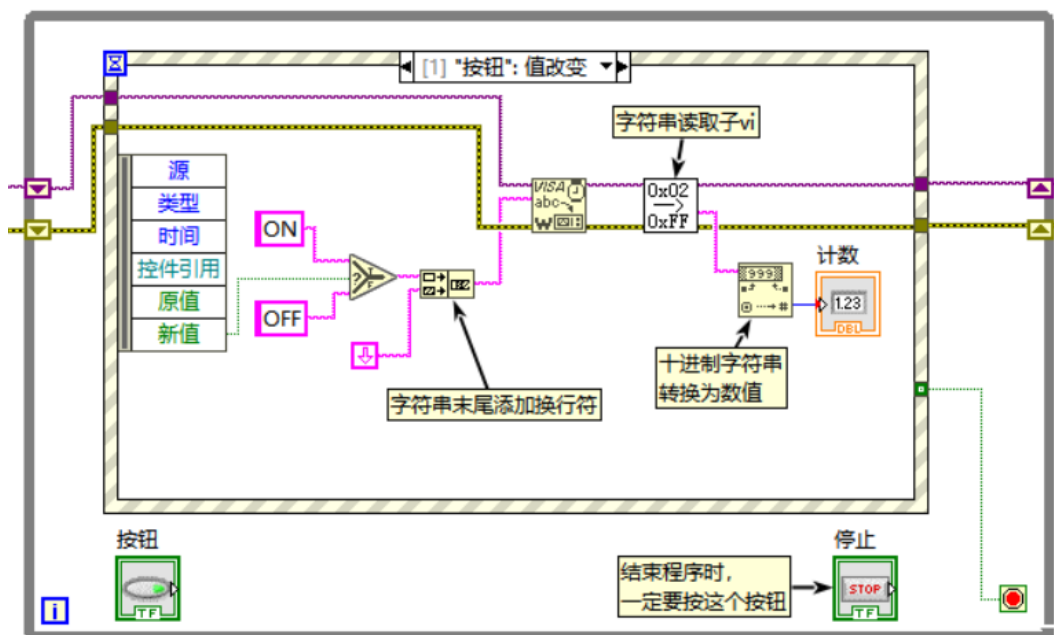 [1] "按钮": 值改变
字符串读取子vi
源
类型
时间
控件引用
原值
新值
ON
OFF
VISA
abc
W
0x02
0xFF
999
#
计数
1.23
DBL
十进制字符串
转换为数值
字符串末尾添加换行符
?
T
F
按钮
TF
结束程序时，
一定要按这个按钮
停止
STOP
TF
i